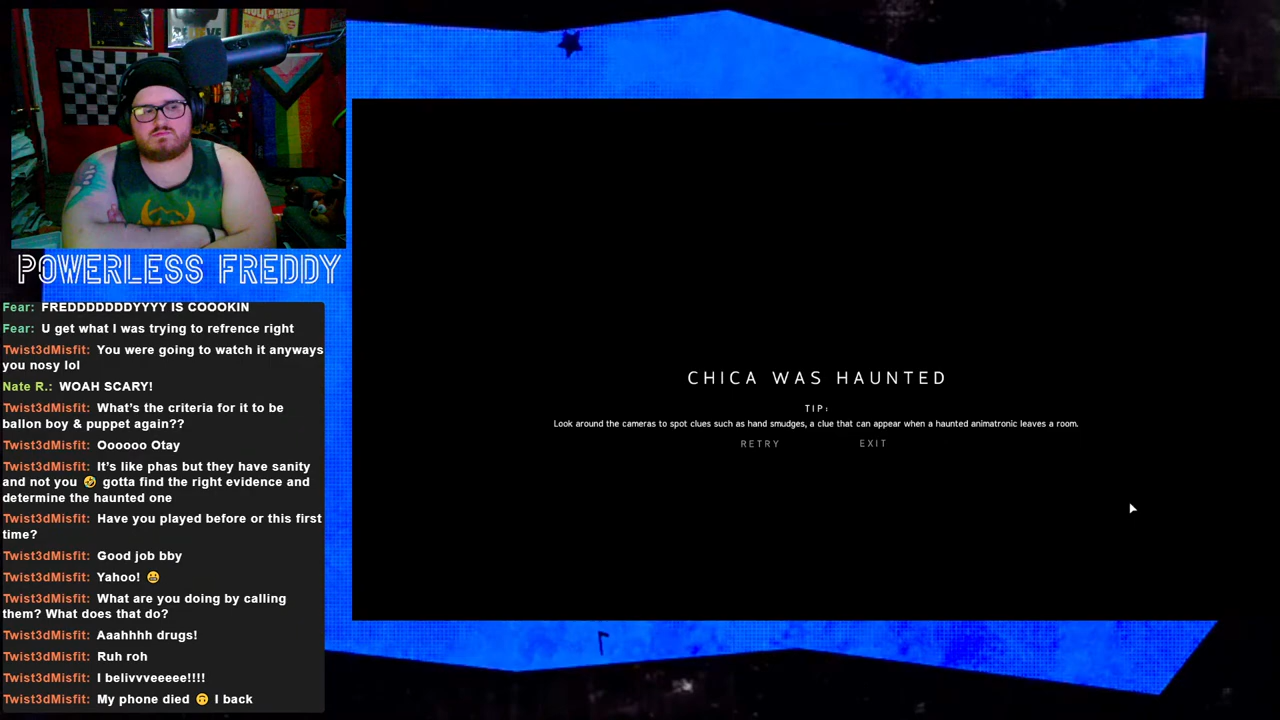 POWERLESS FREDDY
Fear: FREDDDDDDDYYYY IS COOOKIN
Fear: U get what I was trying to refrence right
Twist3dMisfit: You were going to watch it anyways
you nosy lol
Nate R.: WOAH SCARY!
Twist3dMisfit: What's the criteria for it to be
ballon boy & puppet again??
Twist3dMisfit: Oooooo Otay
Twist3dMisfit: It's like phas but they have sanity
and not you 🤣 gotta find the right evidence and
determine the haunted one
Twist3dMisfit: Have you played before or this first
time?
Twist3dMisfit: Good job bby
Twist3dMisfit: Yahoo! 😀
Twist3dMisfit: What are you doing by calling
them? What does that do?
Twist3dMisfit: Aaahhhh drugs!
Twist3dMisfit: Ruh roh
Twist3dMisfit: I belivvveeeee!!!!
Twist3dMisfit: My phone died 🙃 I back
CHICA WAS HAUNTED
TIP:
Look around the cameras to spot clues such as hand smudges, a clue that can appear when a haunted animatronic leaves a room.
RETRY EXIT